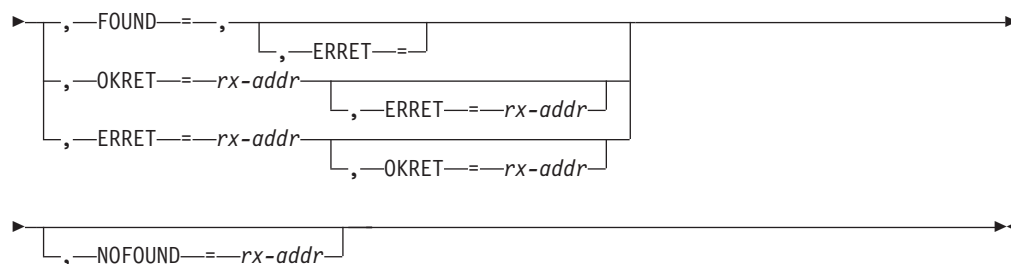 , FOUND = ,
, ERRET =
, OKRET = rx-addr
, ERRET = rx-addr
, ERRET = rx-addr
, OKRET = rx-addr
, NOFOUND = rx-addr